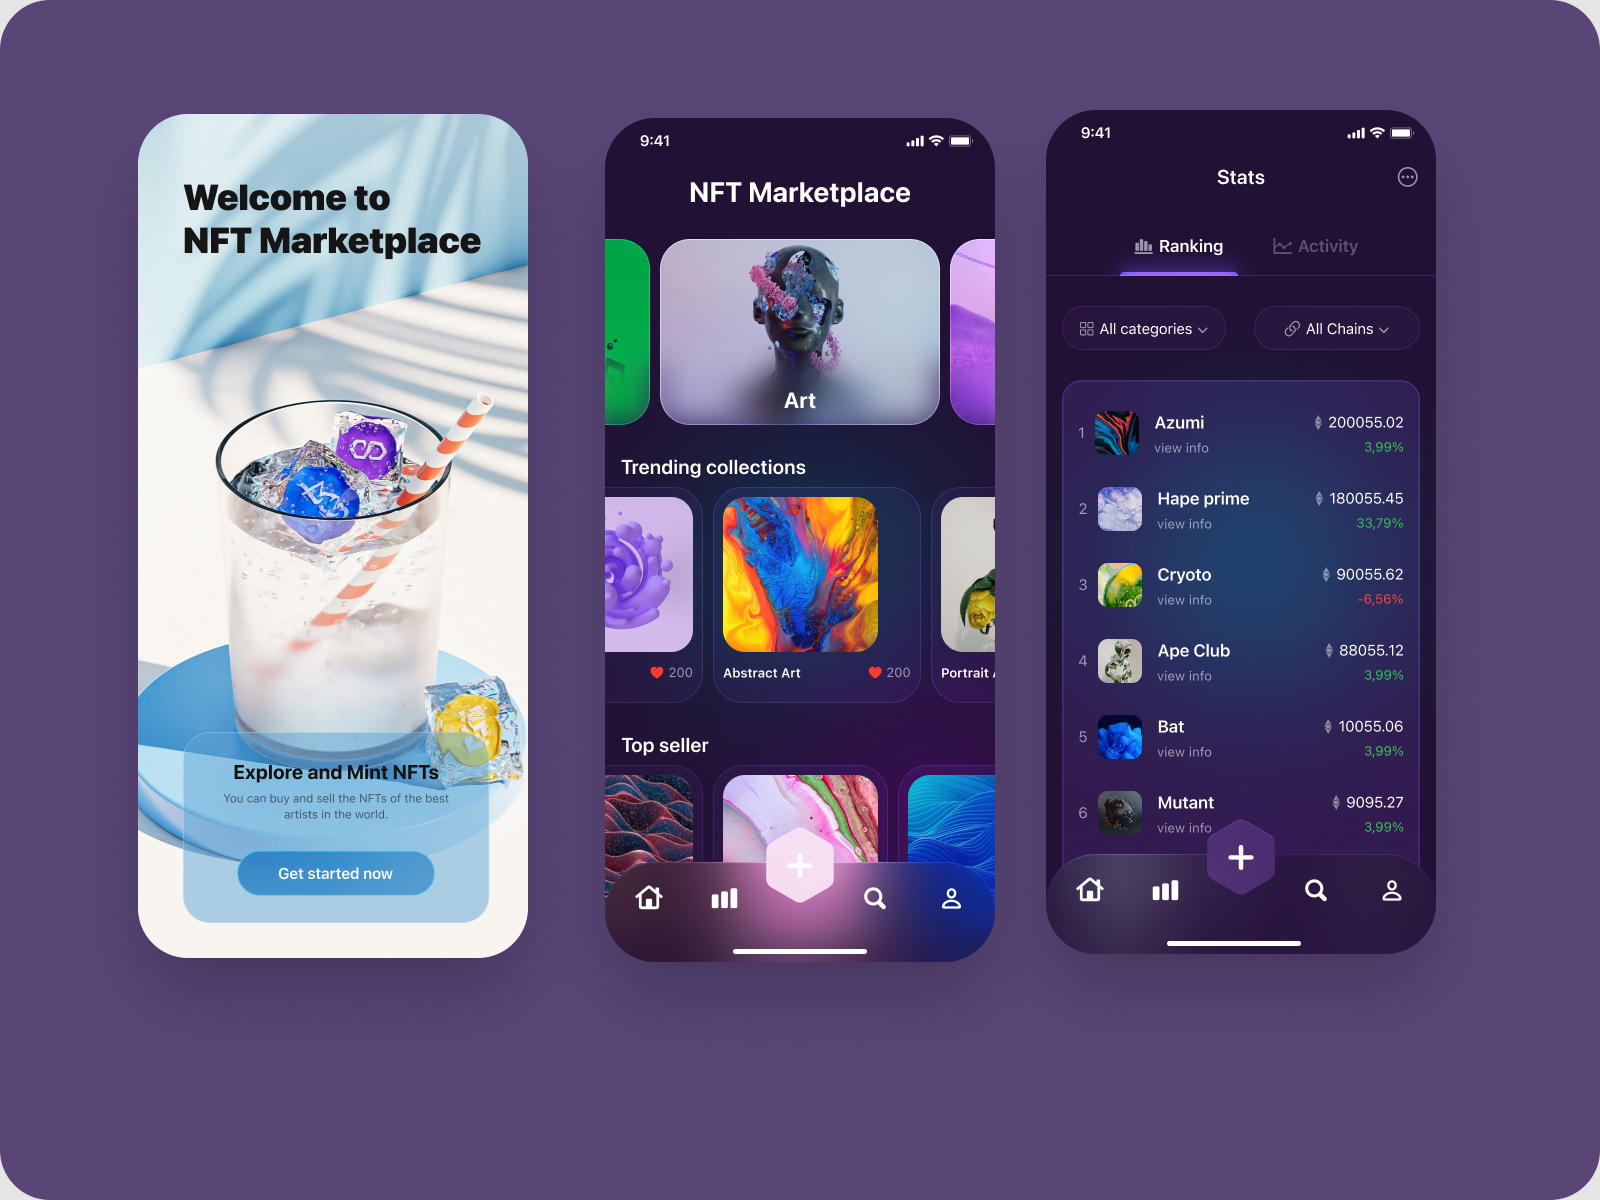 Welcome to
NFT Marketplace
Explore and Mint NFTs
You can buy and sell the NFTs of the best
artists in the world.
Get started now
9:41
NFT Marketplace
Art
Trending collections
200
Abstract Art
200
Portrait
Top seller
9:41
Stats
Ranking
Activity
All categories
All Chains
1
Azumi
200055.02
view info
3,99%
2
Hape prime
180055.45
view info
33,79%
3
Cryoto
90055.62
view info
-6,56%
4
Ape Club
88055.12
view info
3,99%
5
Bat
10055.06
view info
3,99%
6
Mutant
9095.27
view info
3,99%